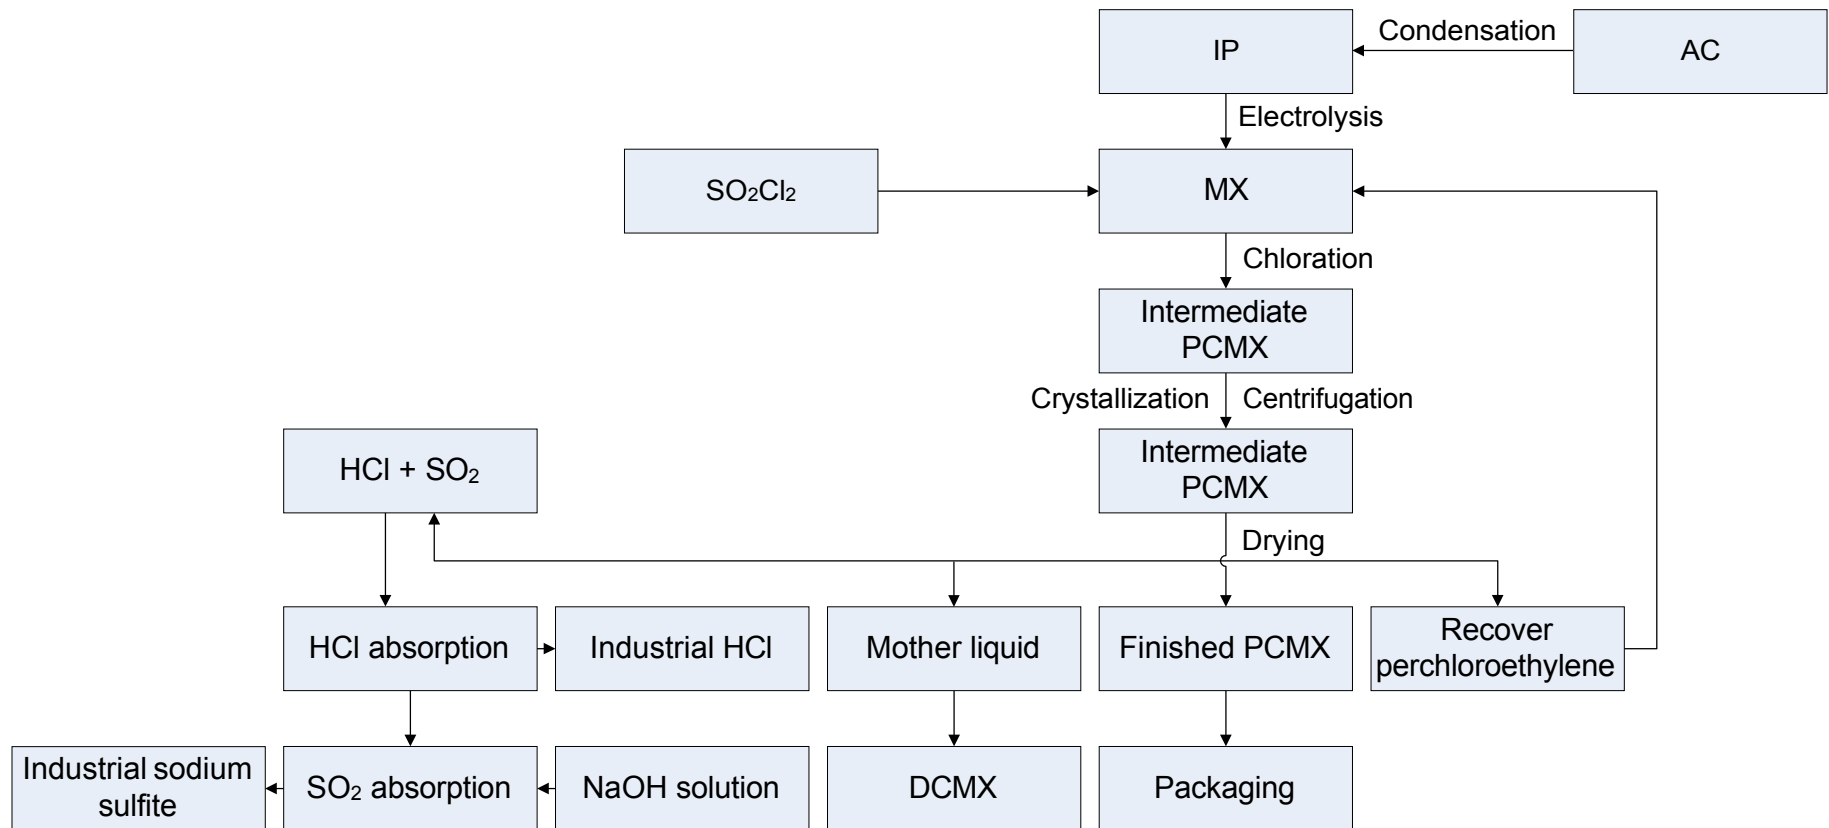 IP
Condensation
AC
Electrolysis
SO₂Cl₂
MX
Chloration
Intermediate
PCMX
Crystallization
Centrifugation
HCl + SO₂
Intermediate
PCMX
Drying
HCl absorption
Industrial HCl
Mother liquid
Finished PCMX
Recover
perchloroethylene
Industrial sodium
sulfite
SO₂ absorption
NaOH solution
DCMX
Packaging